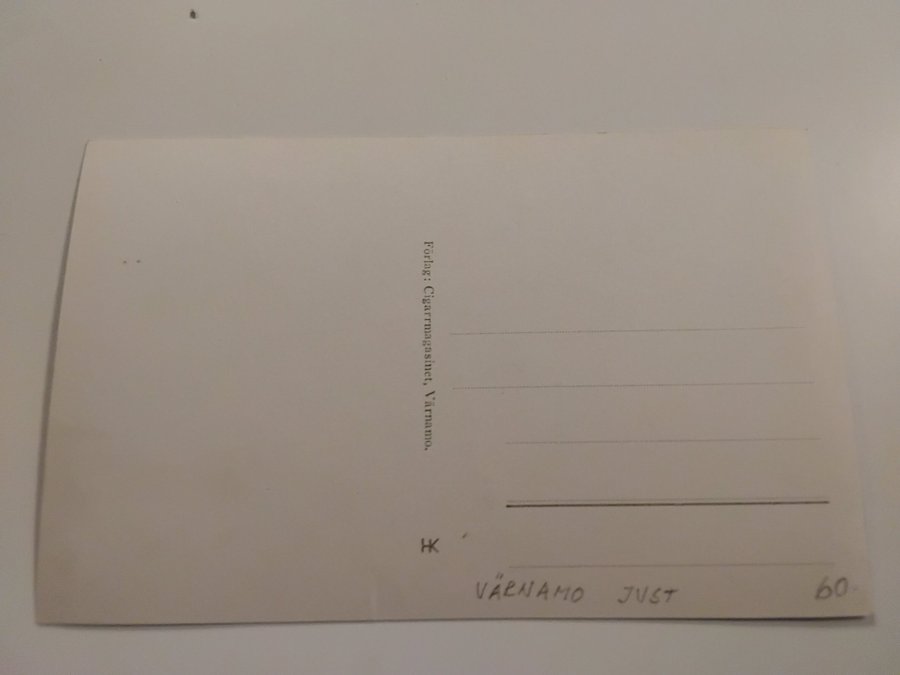 Förlag: Cigarrmagasinet, Värnamo.
HK
VÄRNAMO JUST 60-